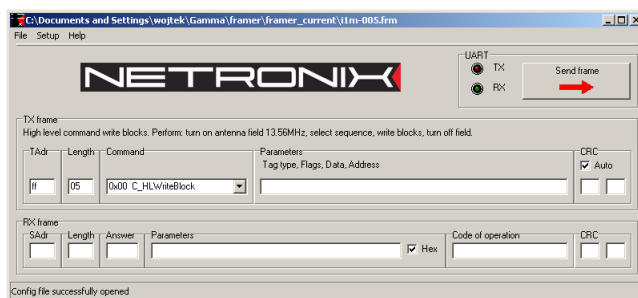 C:\Documents and Settings\wojtek\Gamma\framer\framer_current\i1m-005.frm
File Setup Help
NETRONIX
UART
TX
RX
Send frame
TX frame
High level command write blocks. Perform: turn on antenna field 13.56MHz, select sequence, write blocks, turn off field.
TAdr Length Command Parameters CRC
Tag type, Flags, Data, Address
Auto
ff 05 0x00 C_HLWriteBlock
RX frame
SAdr Length Answer Parameters Code of operation CRC
Hex
Config file successfully opened